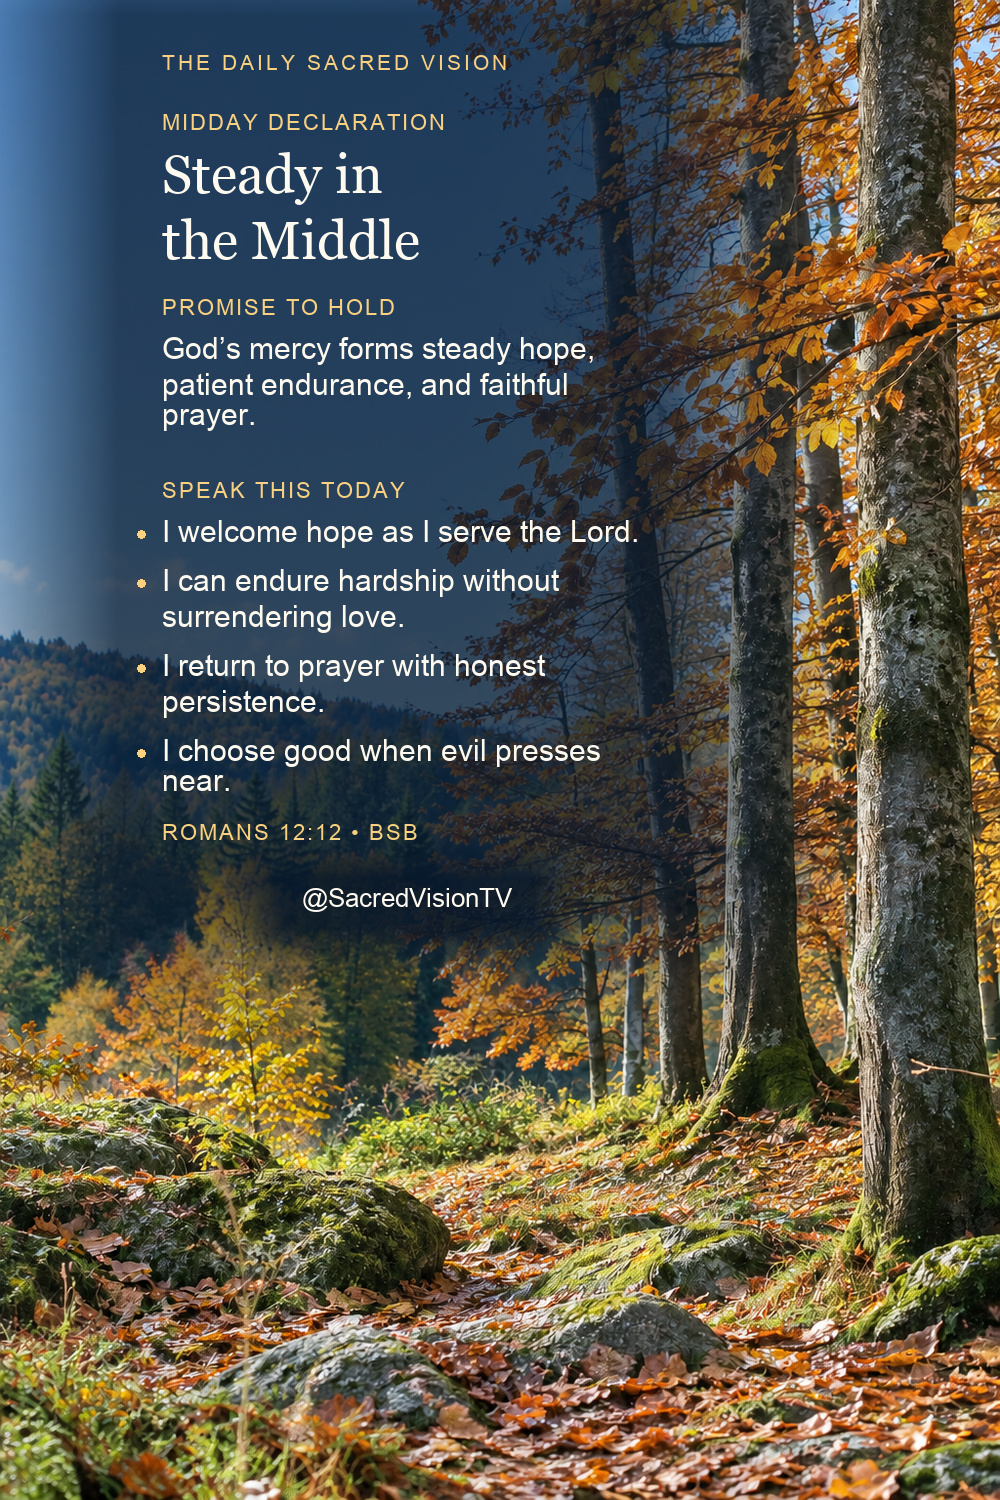 THE DAILY SACRED VISION
MIDDAY DECLARATION
Steady in
the Middle
PROMISE TO HOLD
God’s mercy forms steady hope,
patient endurance, and faithful
prayer.
SPEAK THIS TODAY
• I welcome hope as I serve the Lord.
• I can endure hardship without
surrendering love.
• I return to prayer with honest
persistence.
• I choose good when evil presses
near.
ROMANS 12:12 • BSB
@SacredVisionTV